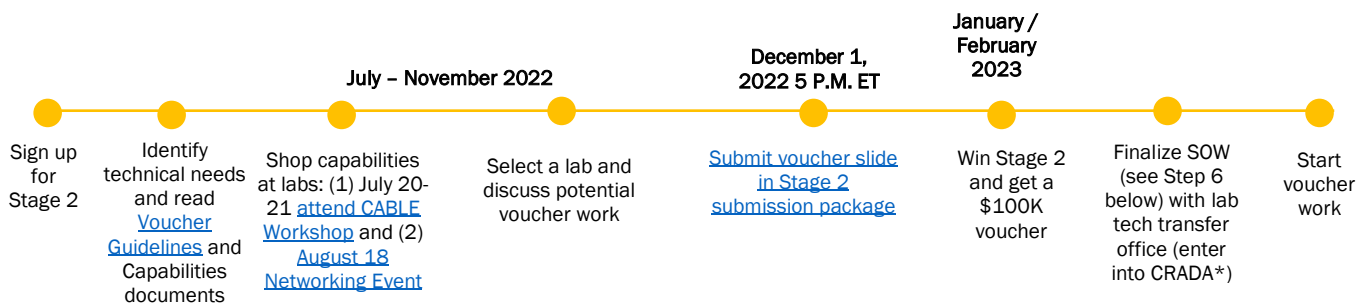 July – November 2022
December 1,
2022 5 P.M. ET
January /
February
2023
Sign up
for
Stage 2
Identify
technical needs
and read
Voucher
Guidelines and
Capabilities
documents
Shop capabilities
at labs: (1) July 20-
21 attend CABLE
Workshop and (2)
August 18
Networking Event
Select a lab and
discuss potential
voucher work
Submit voucher slide
in Stage 2
submission package
Win Stage 2
and get a
$100K
voucher
Finalize SOW
(see Step 6
below) with lab
tech transfer
office (enter
into CRADA*)
Start
voucher
work